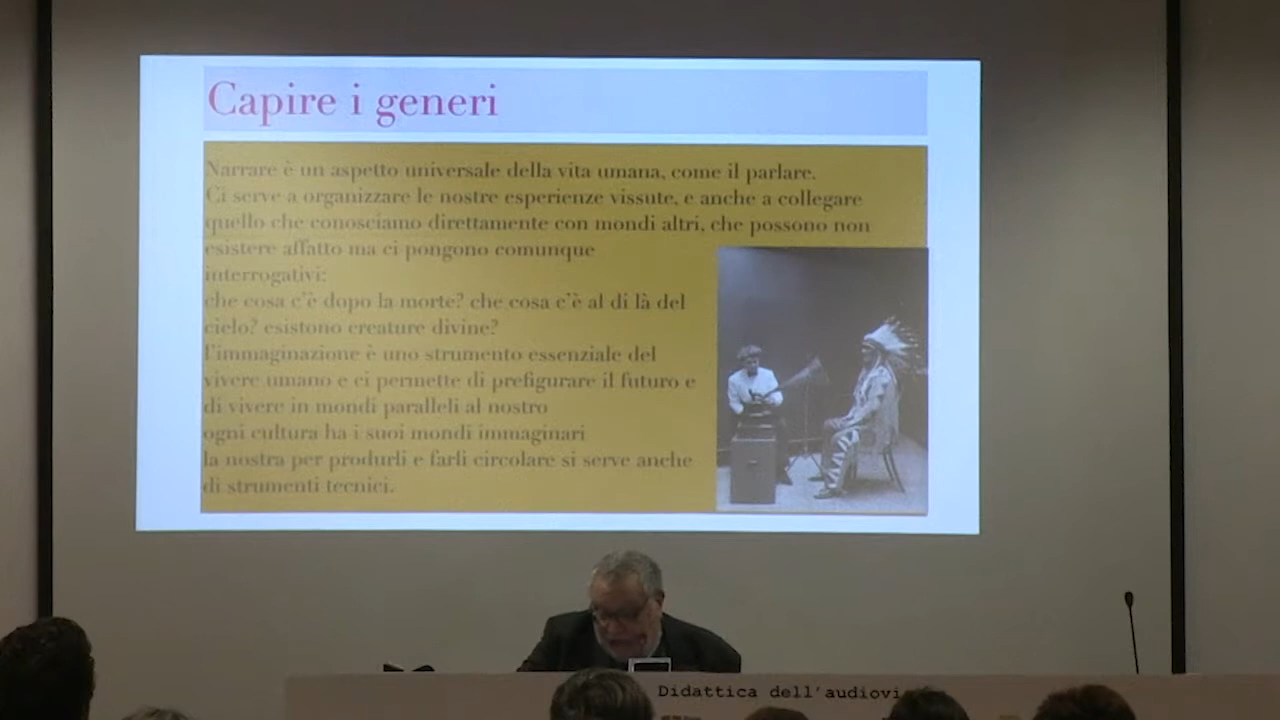 Capire i generi
Narrare è un aspetto universale della vita umana, come il parlare.
Ci serve a organizzare le nostre esperienze vissute, e anche a collegare
quello che conosciamo direttamente con mondi altri, che possono non
esistere affatto ma ci pongono comunque
interrogativi:
che cosa c'è dopo la morte? che cosa c'è al di là del
cielo? esistono creature divine?
l'immaginazione è uno strumento essenziale del
vivere umano e ci permette di prefigurare il futuro e
di vivere in mondi paralleli al nostro
ogni cultura ha i suoi mondi immaginari
la nostra per produrli e farli circolare si serve anche
di strumenti tecnici.
Didattica dell'audiovi